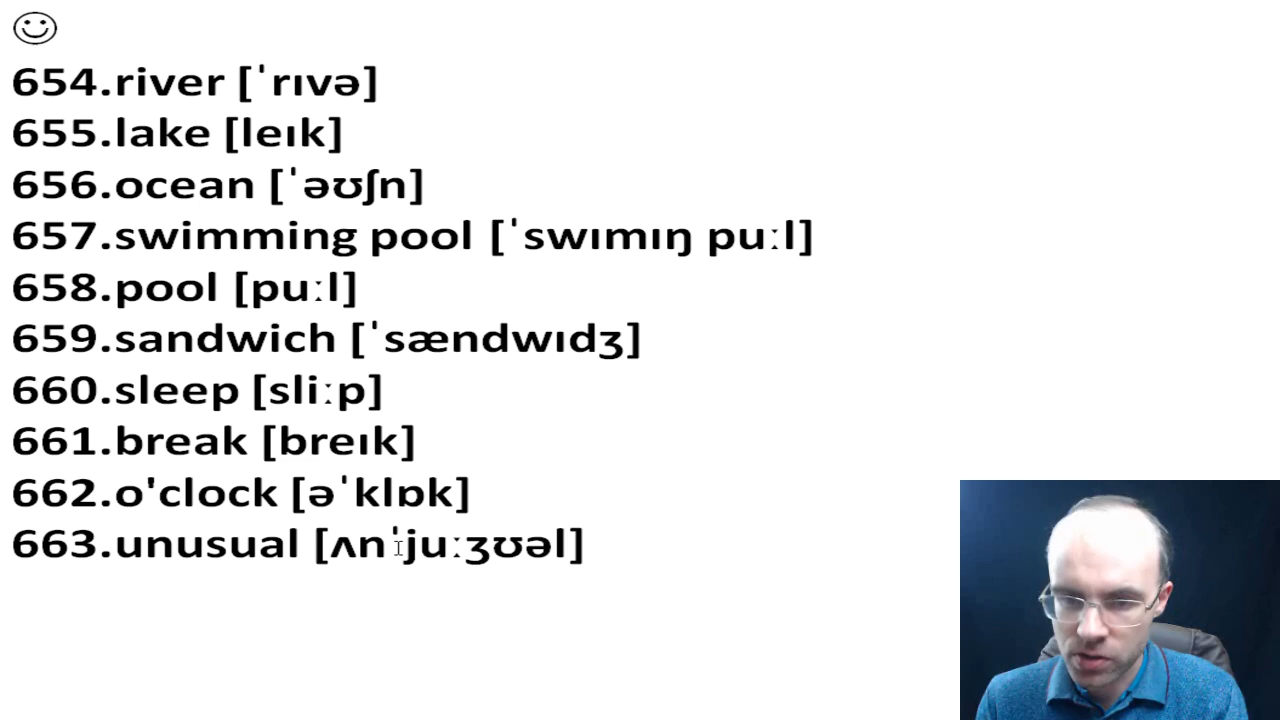 654.river [ˈrɪvə]
655.lake [leɪk]
656.ocean [ˈəʊʃn]
657.swimming pool [ˈswɪmɪŋ puːl]
658.pool [puːl]
659.sandwich [ˈsændwɪdʒ]
660.sleep [sliːp]
661.break [breɪk]
662.o'clock [əˈklɒk]
663.unusual [ʌnˈjuːʒʊəl]